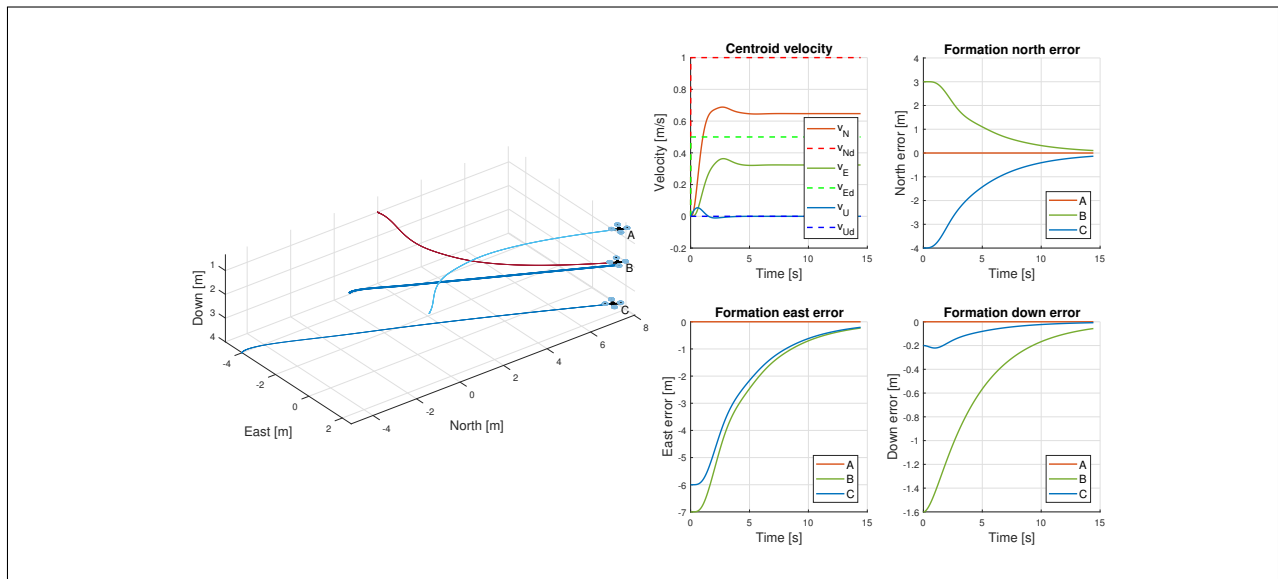 Down [m]
1
2
3
4
-4
-2
0
2
East [m]
-4
-2
0
2
4
6
8
North [m]
A
B
C
Centroid velocity
Velocity [m/s]
1
0.8
0.6
0.4
0.2
0
-0.2
0
5
10
15
Time [s]
v_N
v_Nd
v_E
v_Ed
v_U
v_Ud
Formation north error
North error [m]
4
3
2
1
0
-1
-2
-3
-4
0
5
10
15
Time [s]
A
B
C
Formation east error
East error [m]
0
-1
-2
-3
-4
-5
-6
-7
0
5
10
15
Time [s]
A
B
C
Formation down error
Down error [m]
0
-0.2
-0.4
-0.6
-0.8
-1
-1.2
-1.4
-1.6
0
5
10
15
Time [s]
A
B
C